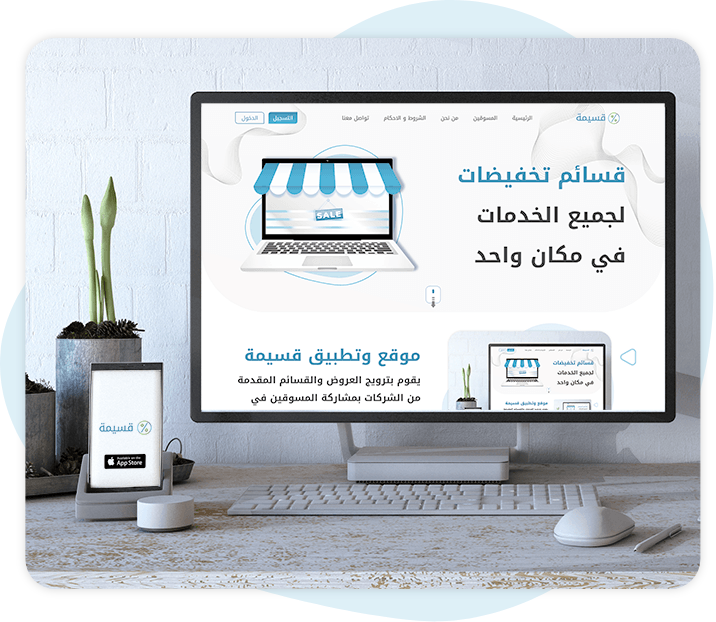 قسيمة
الرئيسية
المسوقين
من نحن
الشروط و الاحكام
تواصل معنا
التسجيل
الدخول
قسائم تخفيضات
لجميع الخدمات
في مكان واحد
SALE
موقع وتطبيق قسيمة
يقوم بترويج العروض والقسائم المقدمة
من الشركات بمشاركة المسوقين في
قسائم تخفيضات
لجميع الخدمات
في مكان واحد
موقع وتطبيق قسيمة
قسيمة
Available on the
App Store